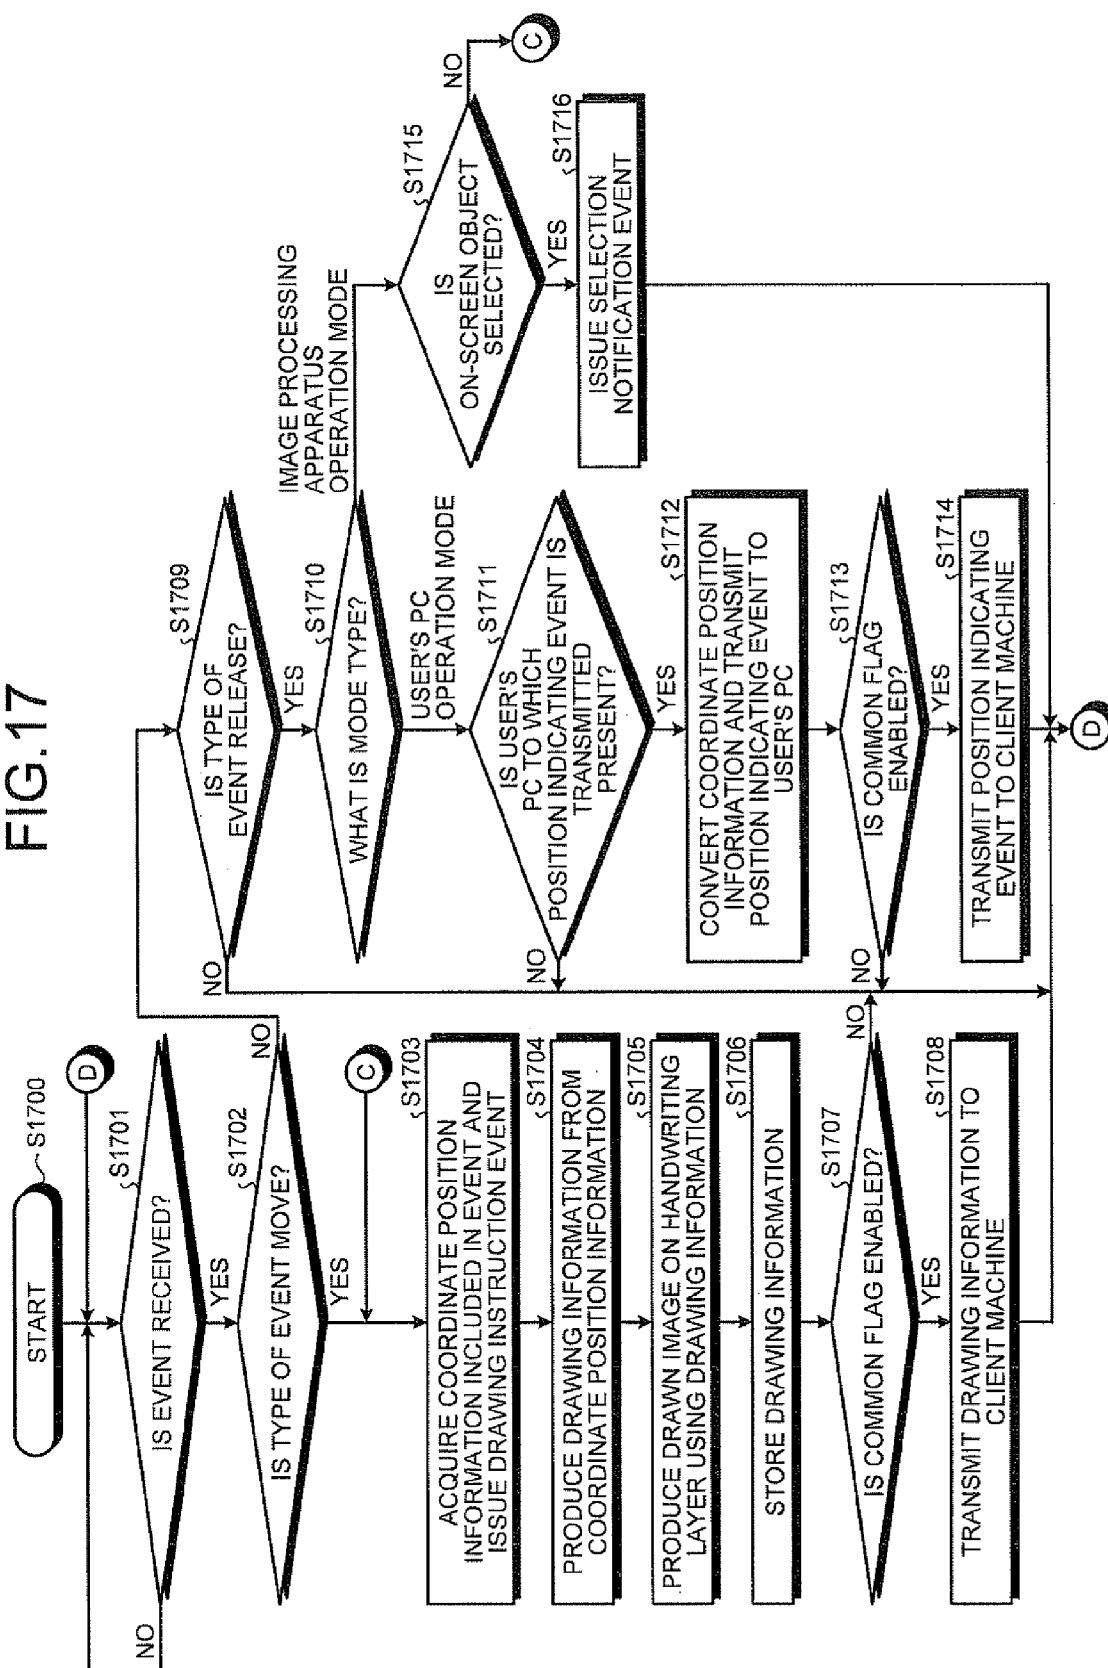 FIG.17
START
S1700
D
IS EVENT RECEIVED?
S1701
NO
YES
IS TYPE OF EVENT MOVE?
S1702
NO
YES
C
ACQUIRE COORDINATE POSITION
INFORMATION INCLUDED IN EVENT AND
ISSUE DRAWING INSTRUCTION EVENT
S1703
PRODUCE DRAWING INFORMATION FROM
COORDINATE POSITION INFORMATION
S1704
PRODUCE DRAWN IMAGE ON HANDWRITING
LAYER USING DRAWING INFORMATION
S1705
STORE DRAWING INFORMATION
S1706
IS COMMON FLAG ENABLED?
S1707
NO
YES
TRANSMIT DRAWING INFORMATION TO
CLIENT MACHINE
S1708
IS TYPE OF
EVENT RELEASE?
S1709
NO
YES
WHAT IS MODE TYPE?
S1710
IMAGE PROCESSING
APPARATUS
OPERATION MODE
USER'S PC
OPERATION MODE
IS USER'S
PC TO WHICH
POSITION INDICATING EVENT IS
TRANSMITTED
PRESENT?
S1711
NO
YES
CONVERT COORDINATE POSITION
INFORMATION AND TRANSMIT
POSITION INDICATING EVENT TO
USER'S PC
S1712
IS COMMON FLAG
ENABLED?
S1713
NO
YES
TRANSMIT POSITION INDICATING
EVENT TO CLIENT MACHINE
S1714
D
IS
ON-SCREEN OBJECT
SELECTED?
S1715
NO
C
YES
ISSUE SELECTION
NOTIFICATION EVENT
S1716